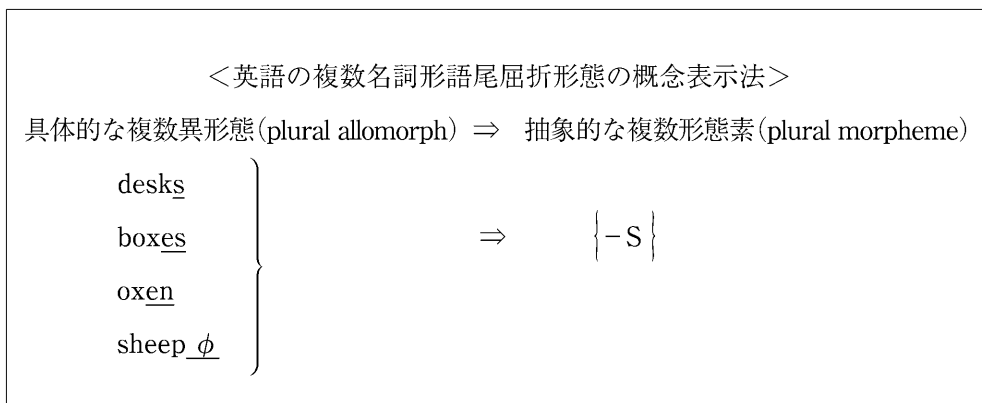 ＜英語の複数名詞形語尾屈折形態の概念表示法＞
具体的な複数異形態(plural allomorph) ⇒ 抽象的な複数形態素(plural morpheme)
desks
boxes ⇒ {−S}
oxen
sheep ϕ